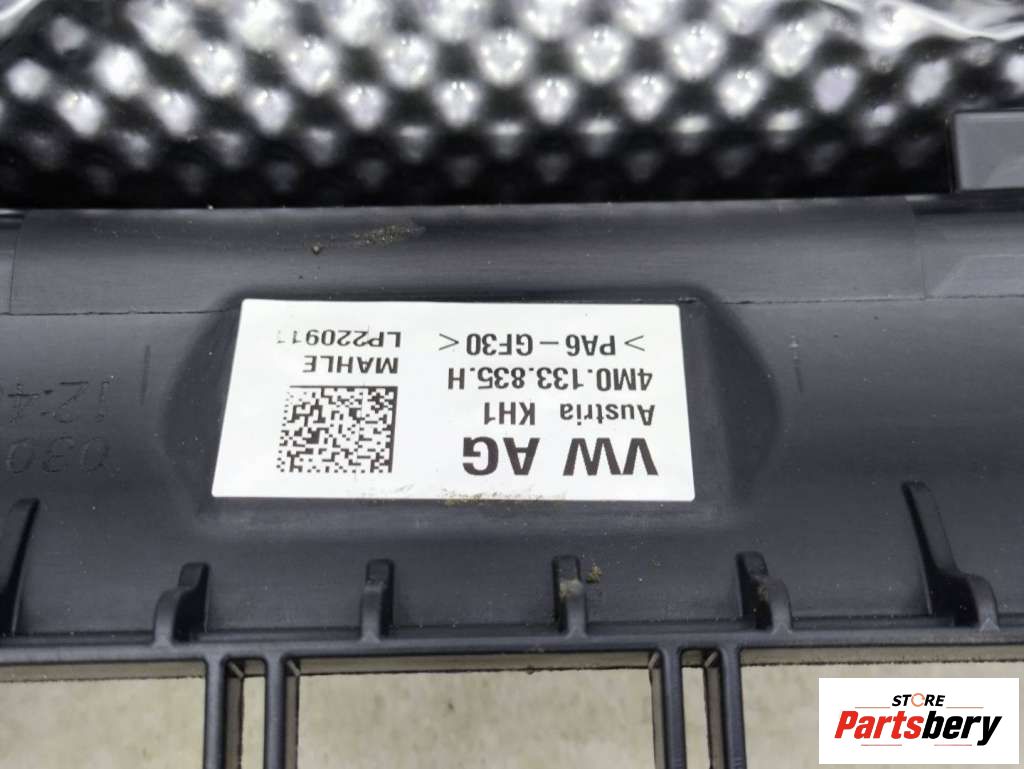 VW AG
Austria KH1
4M0.133.835.H
>PA6-GF30<
MAHLE
LP220911
STORE
Partsbery